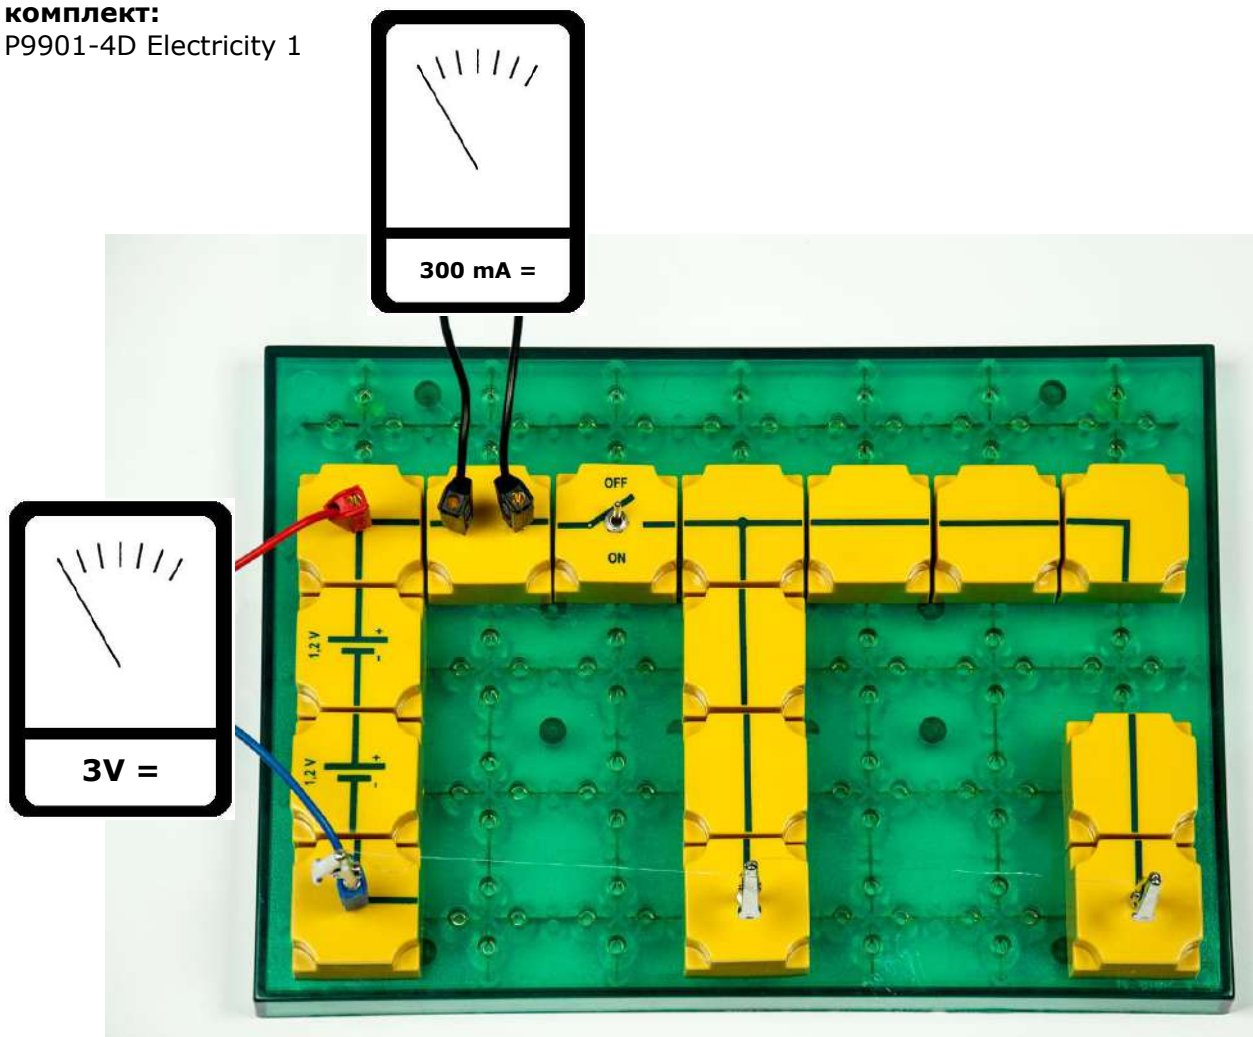 комплект:
P9901-4D Electricity 1
300 mA =
3V =
OFF
ON
1,2 V
+
-
1,2 V
+
-